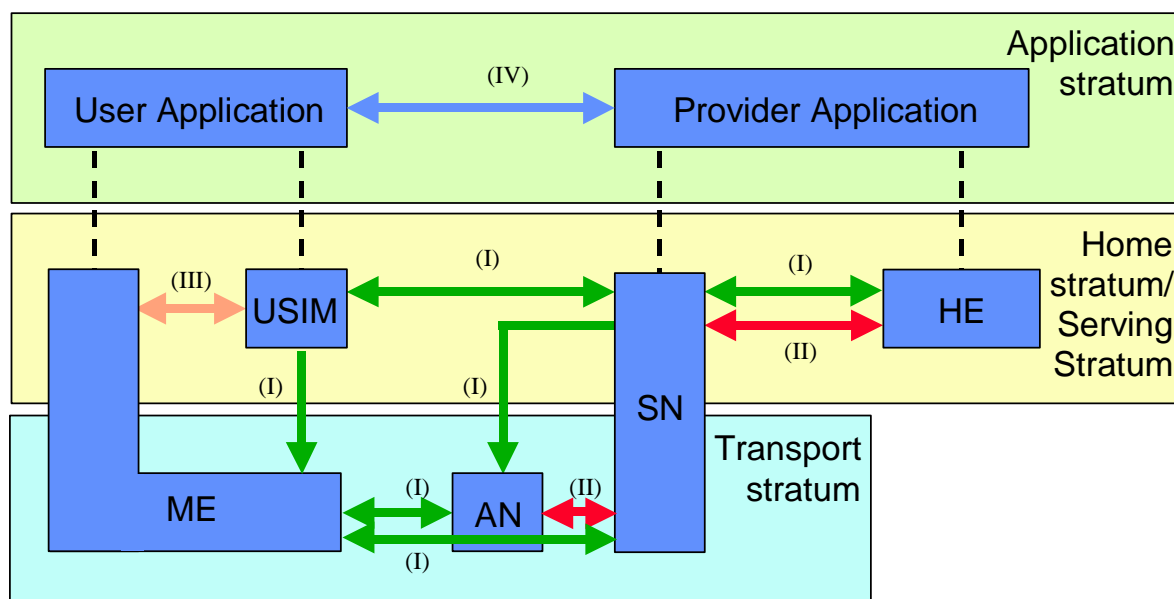 Application
stratum
(IV)
User Application
Provider Application
Home
stratum/
Serving
Stratum
(III)
(I)
(I)
USIM
HE
(II)
(I)
(I)
SN
Transport
stratum
(I)
(II)
ME
AN
(I)